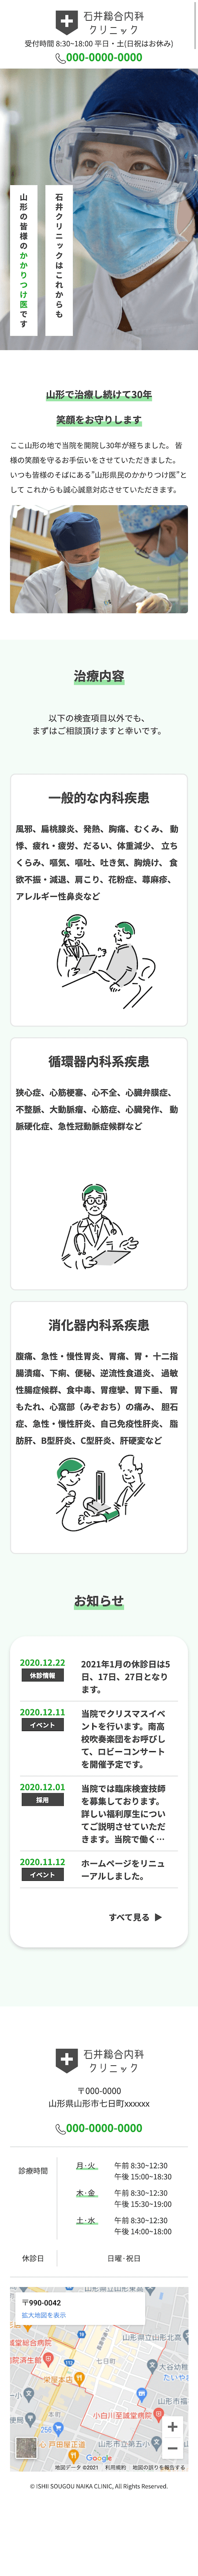 石井総合内科
クリニック
受付時間 8:30~18:00 平日・土(日祝はお休み)
000-0000-0000
石井クリニックはこれからも
山形の皆様のかかりつけ医です
山形で治療し続けて30年
笑顔をお守りします
ここ山形の地で当院を開院し30年が経ちました。 皆
様の笑顔を守るお手伝いをさせていただきました。
いつも皆様のそばにある”山形県民のかかりつけ医”と
して これからも誠心誠意対応させていただきます。
治療内容
以下の検査項目以外でも、
まずはご相談頂けますと幸いです。
一般的な内科疾患
風邪、扁桃腺炎、発熱、胸痛、むくみ、 動
悸、疲れ・疲労、だるい、体重減少、 立ち
くらみ、嘔気、嘔吐、吐き気、胸焼け、 食
欲不振・減退、肩こり、花粉症、蕁麻疹、
アレルギー性鼻炎など
循環器内科系疾患
狭心症、心筋梗塞、心不全、心臓弁膜症、
不整脈、大動脈瘤、心筋症、心臓発作、 動
脈硬化症、急性冠動脈症候群など
消化器内科系疾患
腹痛、急性・慢性胃炎、胃痛、胃・ 十二指
腸潰瘍、下痢、便秘、逆流性食道炎、 過敏
性腸症候群、食中毒、胃痙攣、胃下垂、 胃
もたれ、心窩部（みぞおち）の痛み、 胆石
症、急性・慢性肝炎、自己免疫性肝炎、 脂
肪肝、B型肝炎、C型肝炎、肝硬変など
お知らせ
2020.12.22
休診情報
2021年1月の休診日は5
日、17日、27日となり
ます。
2020.12.11
イベント
当院でクリスマスイベ
ントを行います。南高
校吹奏楽団をお呼びし
て、ロビーコンサート
を開催予定です。
2020.12.01
採用
当院では臨床検査技師
を募集しております。
詳しい福利厚生につい
てご説明させていただ
きます。当院で働く…
2020.11.12
イベント
ホームページをリニュ
ーアルしました。
すべて見る ▶
石井総合内科
クリニック
〒000-0000
山形県山形市七日町xxxxxx
000-0000-0000
診療時間
月·火
午前 8:30~12:30
午後 15:00~18:30
木·金
午前 8:30~12:30
午後 15:30~19:00
土·水
午前 8:30~12:30
午後 14:00~18:00
休診日
日曜·祝日
〒990-0042
拡大地図を表示
山形県立北高
七日町
大谷幼稚
栄屋本店
本町
小白川至誠堂病院
戸田屋正道
山形市立第五小
Google
地図データ ©2021 利用規約 地図の誤りを報告する
© ISHII SOUGOU NAIKA CLINIC, All Rights Reserved.